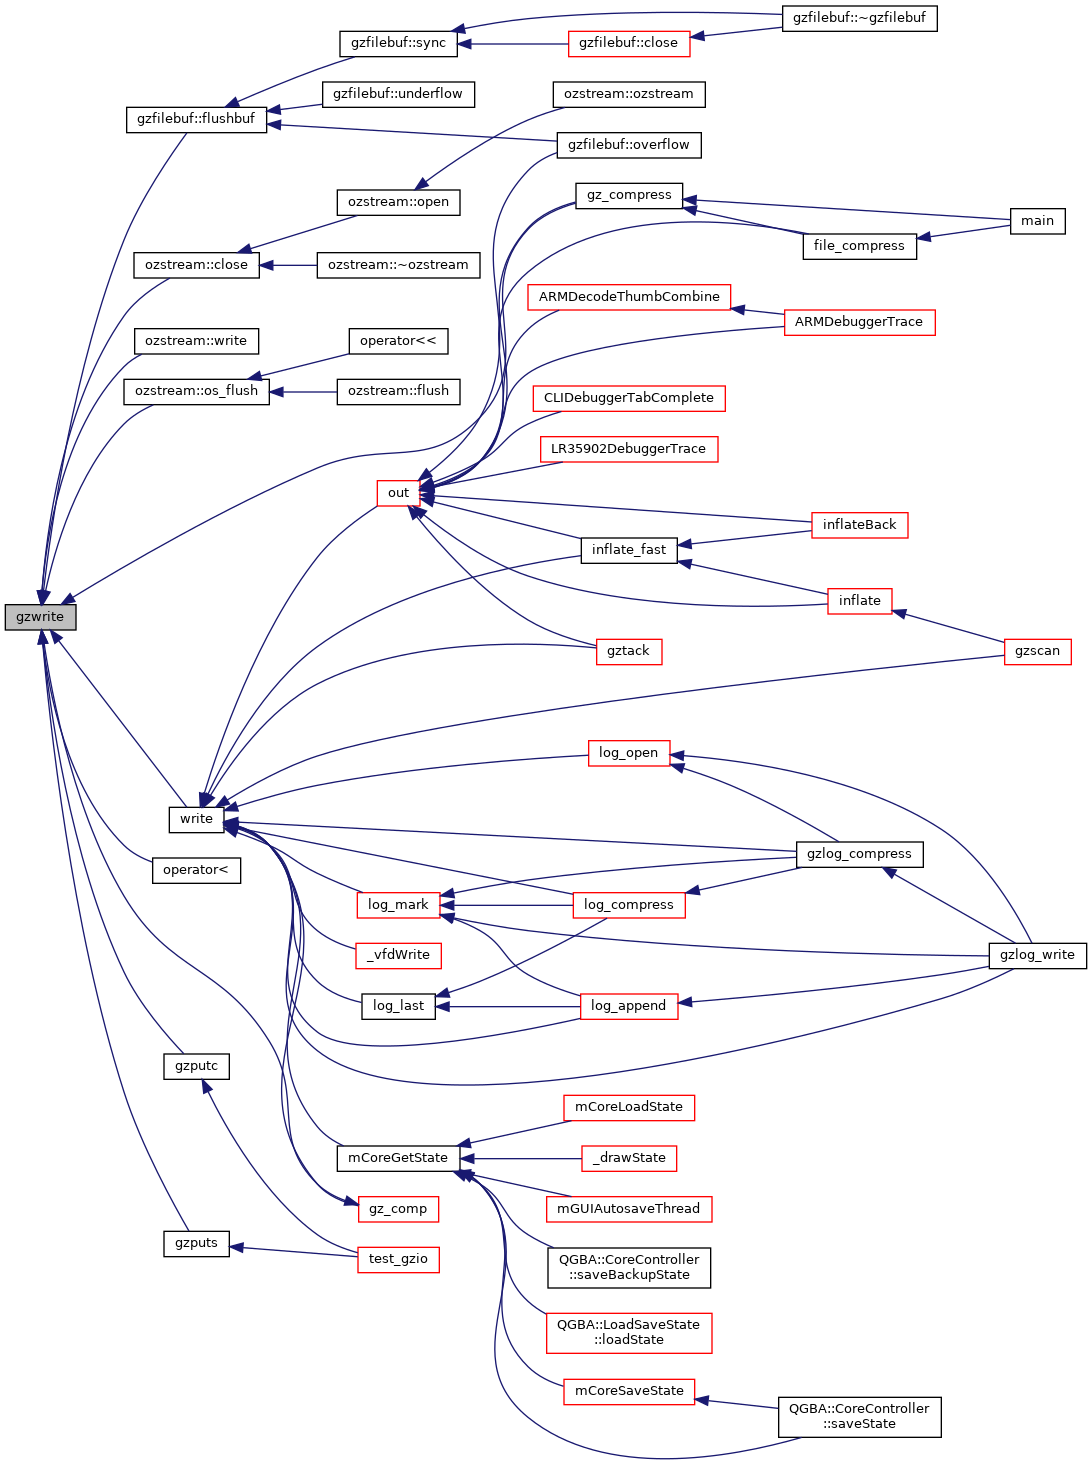 gzfilebuf::~gzfilebuf
gzfilebuf::sync
gzfilebuf::close
gzfilebuf::underflow
ozstream::ozstream
gzfilebuf::flushbuf
gzfilebuf::overflow
gz_compress
ozstream::open
main
file_compress
ozstream::close
ozstream::~ozstream
ARMDecodeThumbCombine
ARMDebuggerTrace
ozstream::write
operator<<
ozstream::os_flush
ozstream::flush
CLIDebuggerTabComplete
LR35902DebuggerTrace
out
inflateBack
inflate_fast
inflate
gzwrite
gztack
gzscan
log_open
write
gzlog_compress
operator<
log_mark
log_compress
_vfdWrite
gzlog_write
log_last
log_append
gzputc
mCoreLoadState
mCoreGetState
_drawState
gz_comp
mGUIAutosaveThread
gzputs
test_gzio
QGBA::CoreController
::saveBackupState
QGBA::LoadSaveState
::loadState
mCoreSaveState
QGBA::CoreController
::saveState